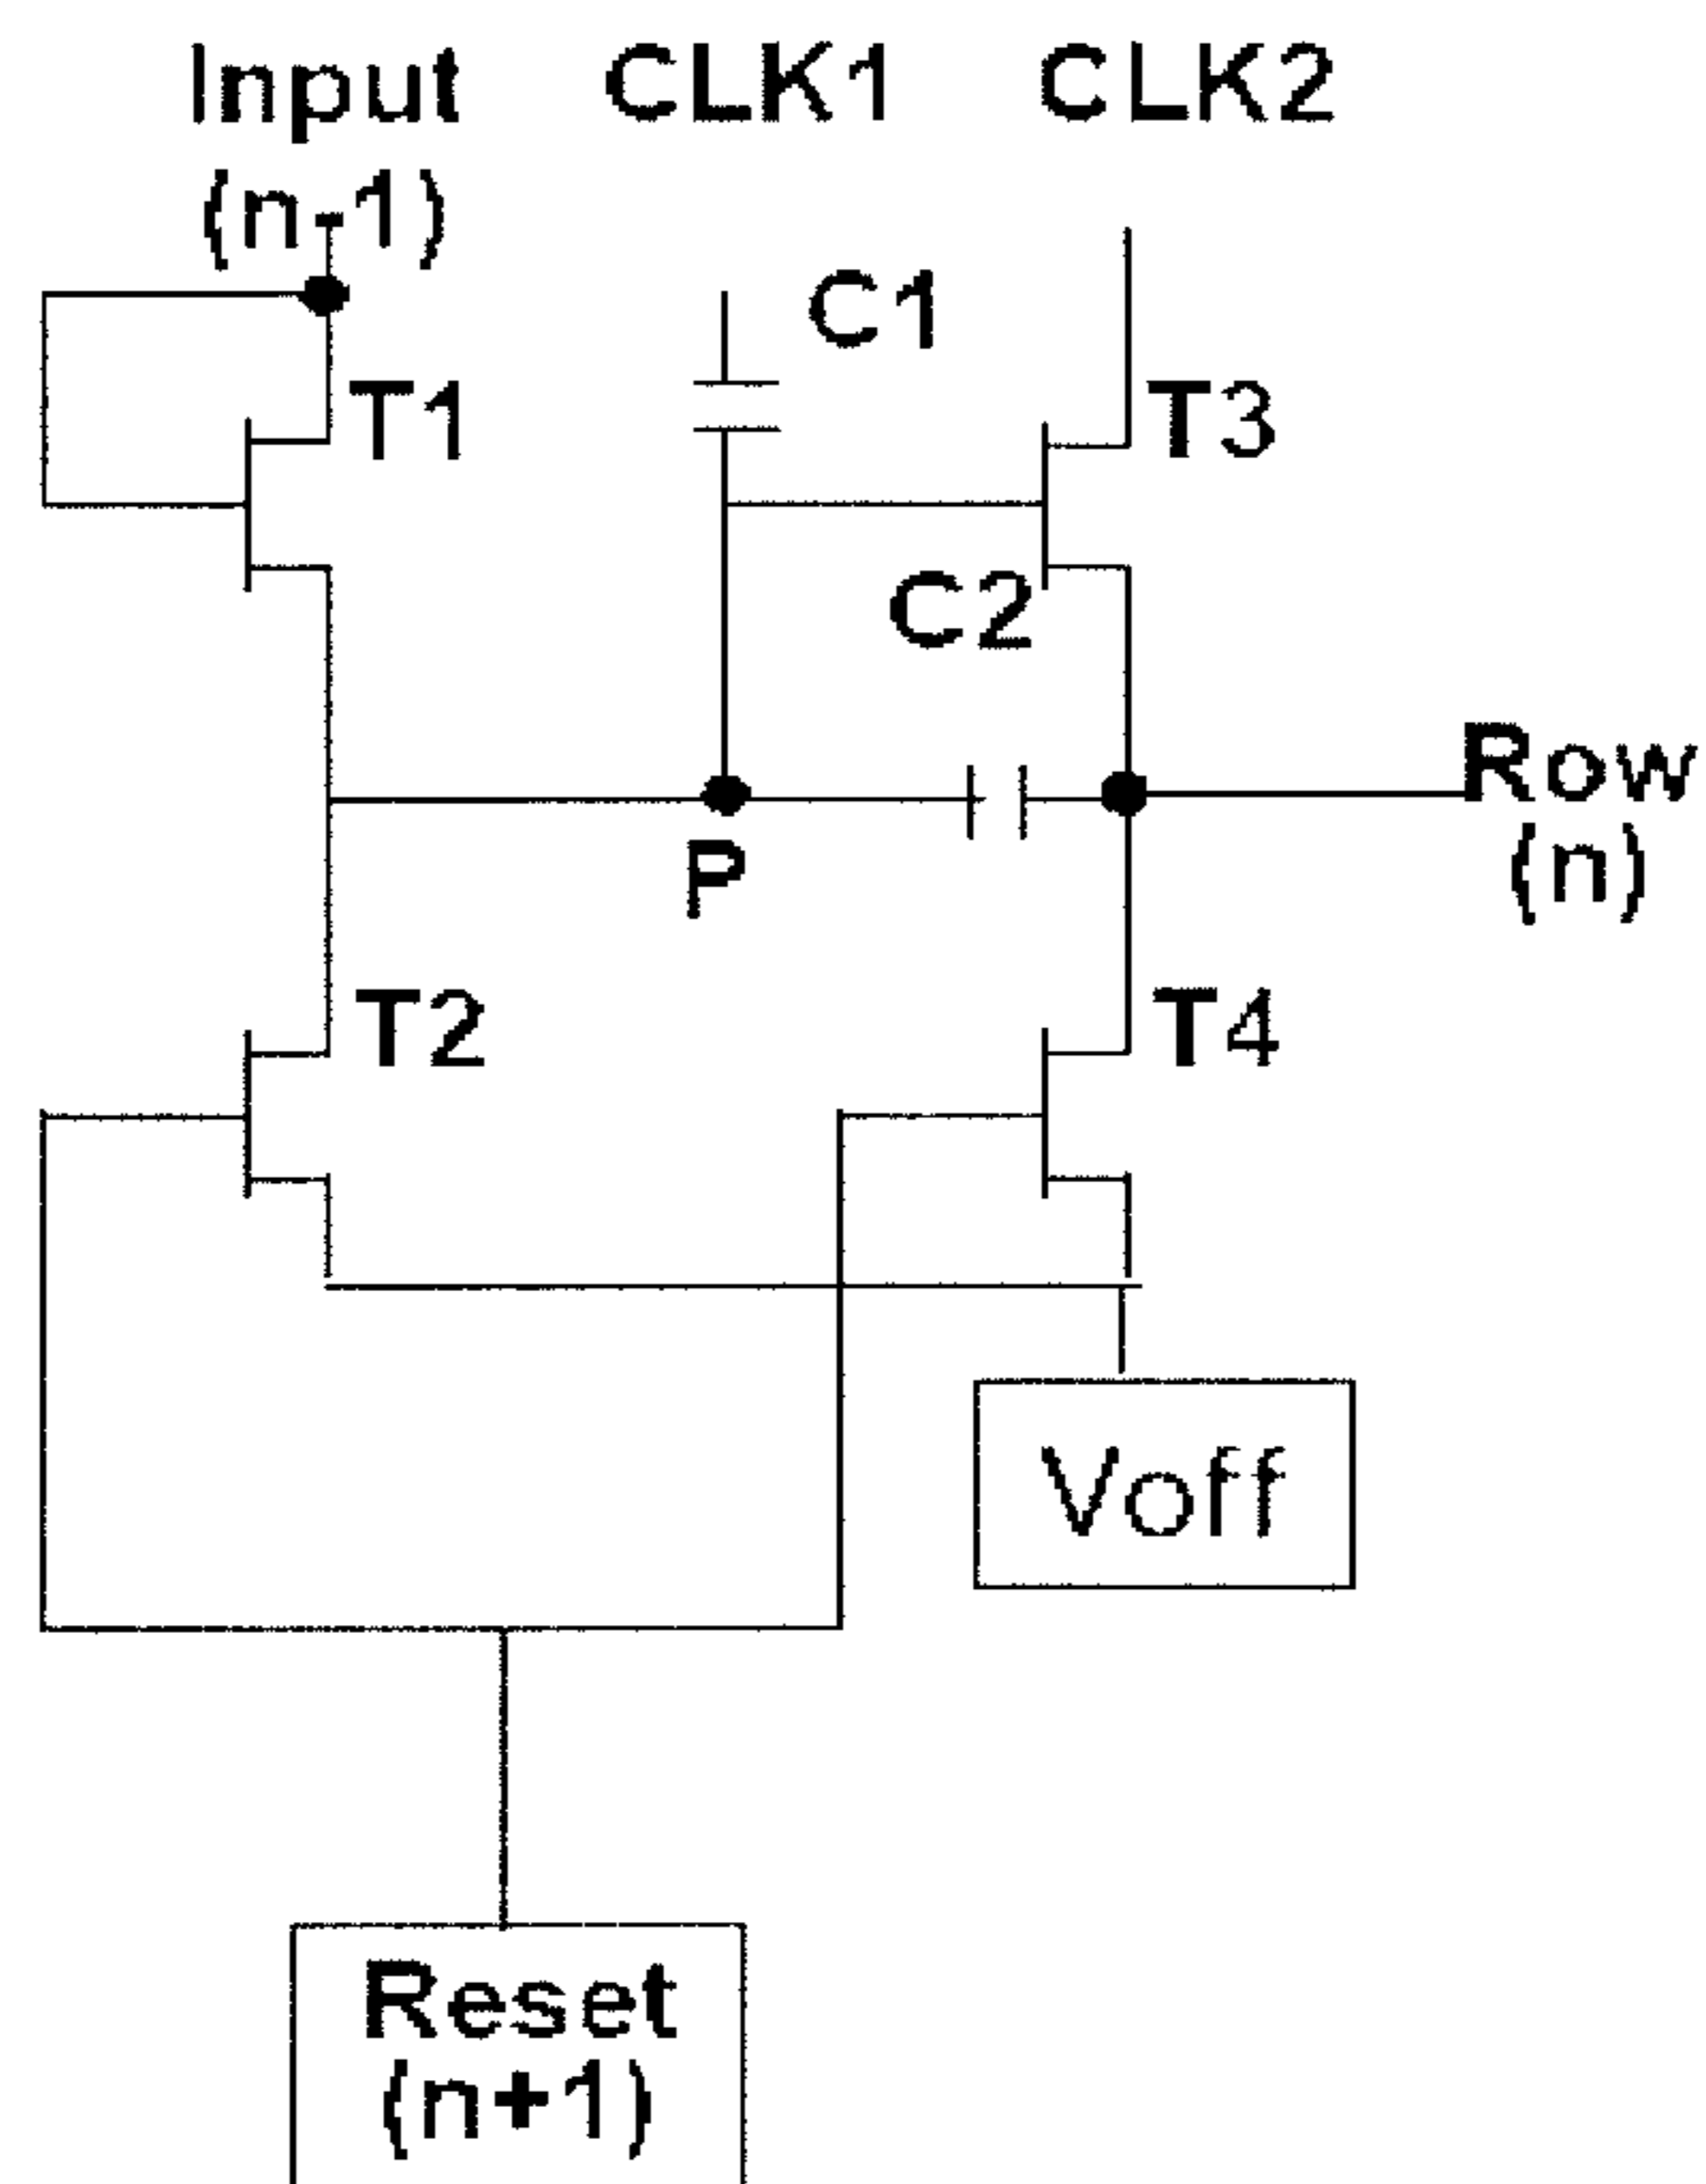 Input CLK1 CLK2
(n-1)
C1
T1
T3
C2
Row
(n)
P
T2
T4
Voff
Reset
(n+1)